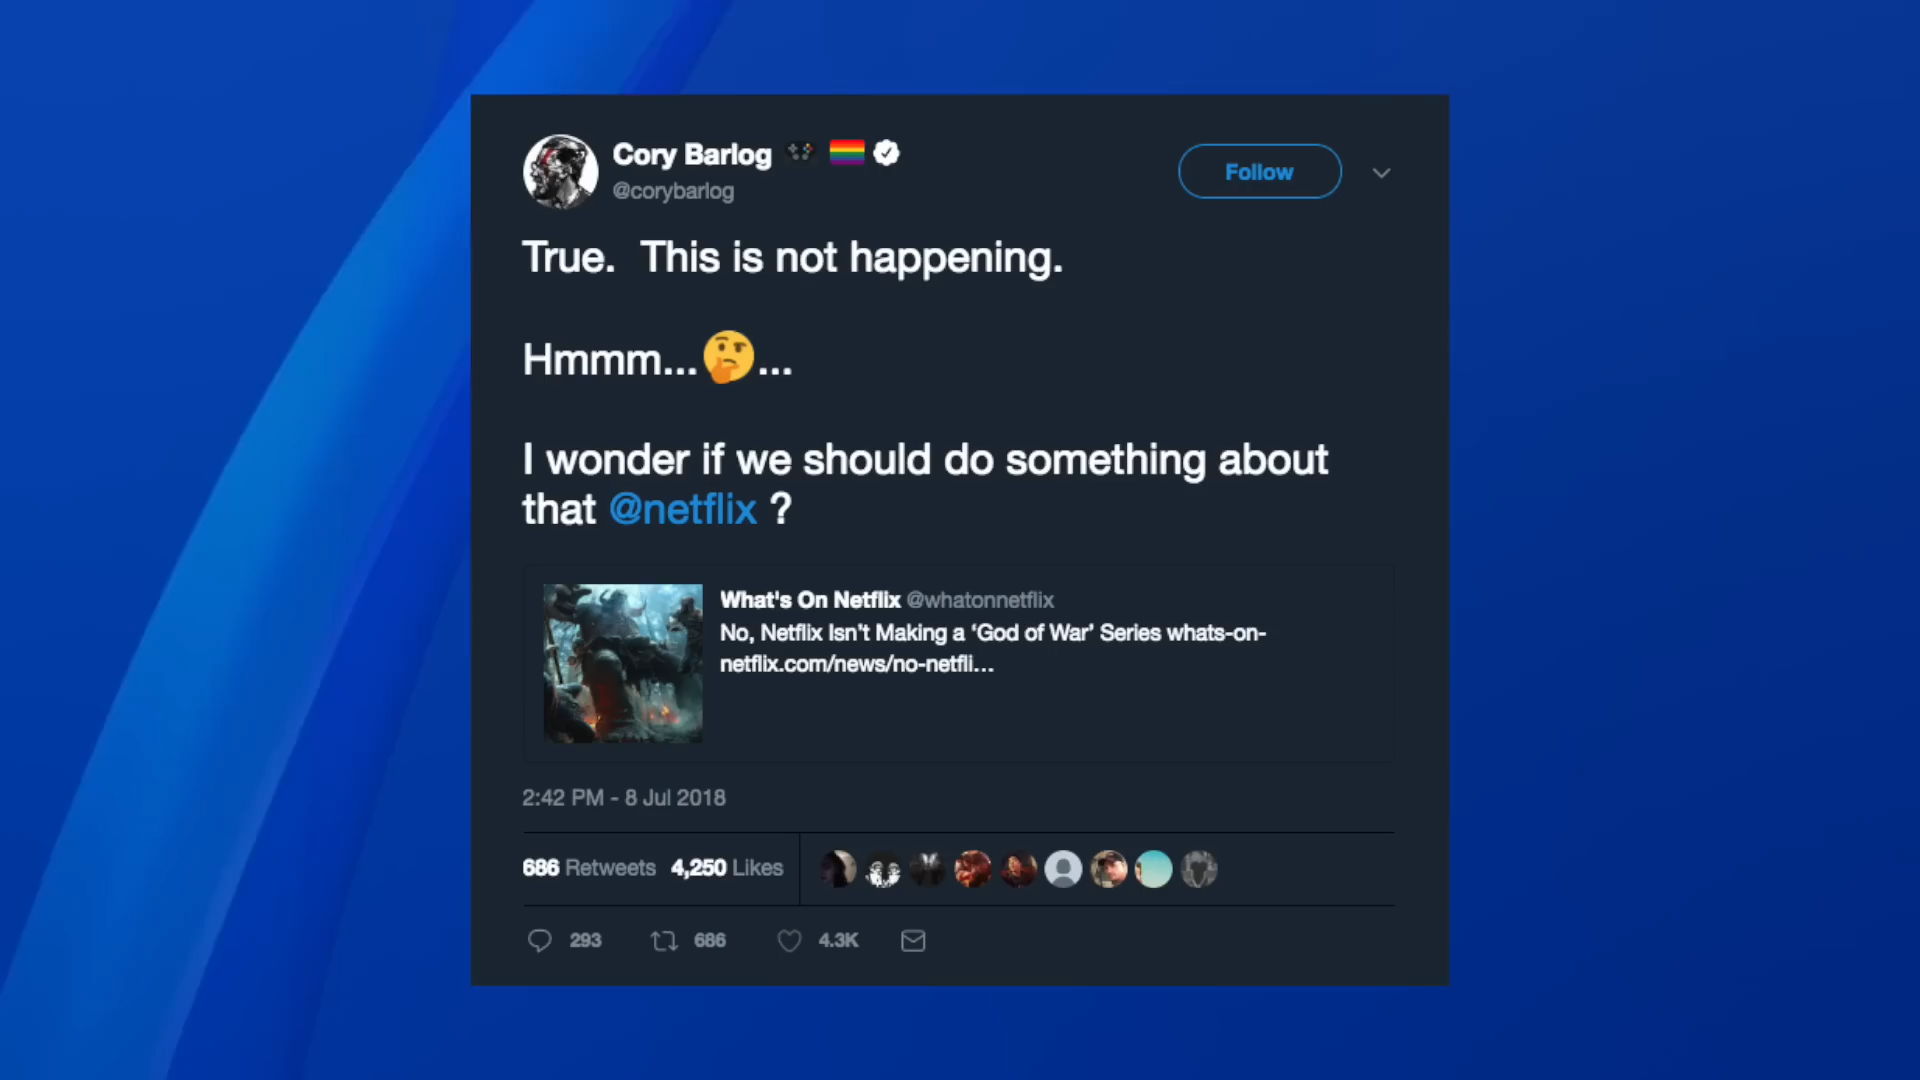 Cory Barlog
@corybarlog
Follow
True.  This is not happening.
Hmmm...🤔...
I wonder if we should do something about
that @netflix ?
What's On Netflix @whatonnetflix
No, Netflix Isn't Making a ‘God of War’ Series whats-on-
netflix.com/news/no-netfli…
2:42 PM - 8 Jul 2018
686 Retweets 4,250 Likes
293 686 4.3K